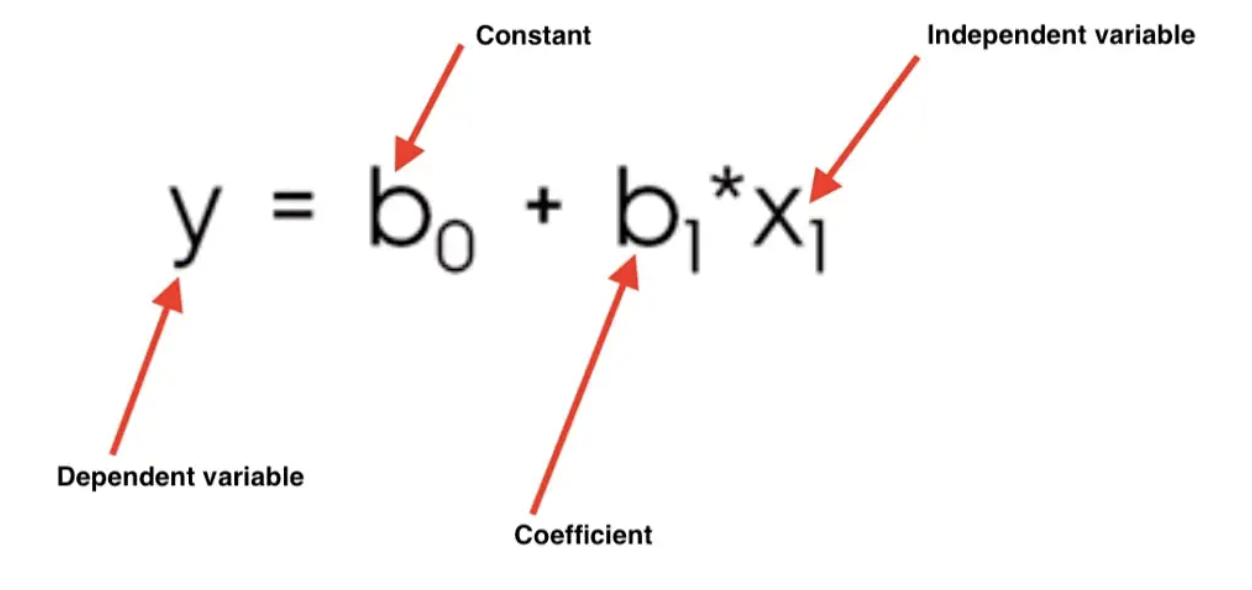 Constant
Independent variable
y = b₀ + b₁*x₁
Dependent variable
Coefficient